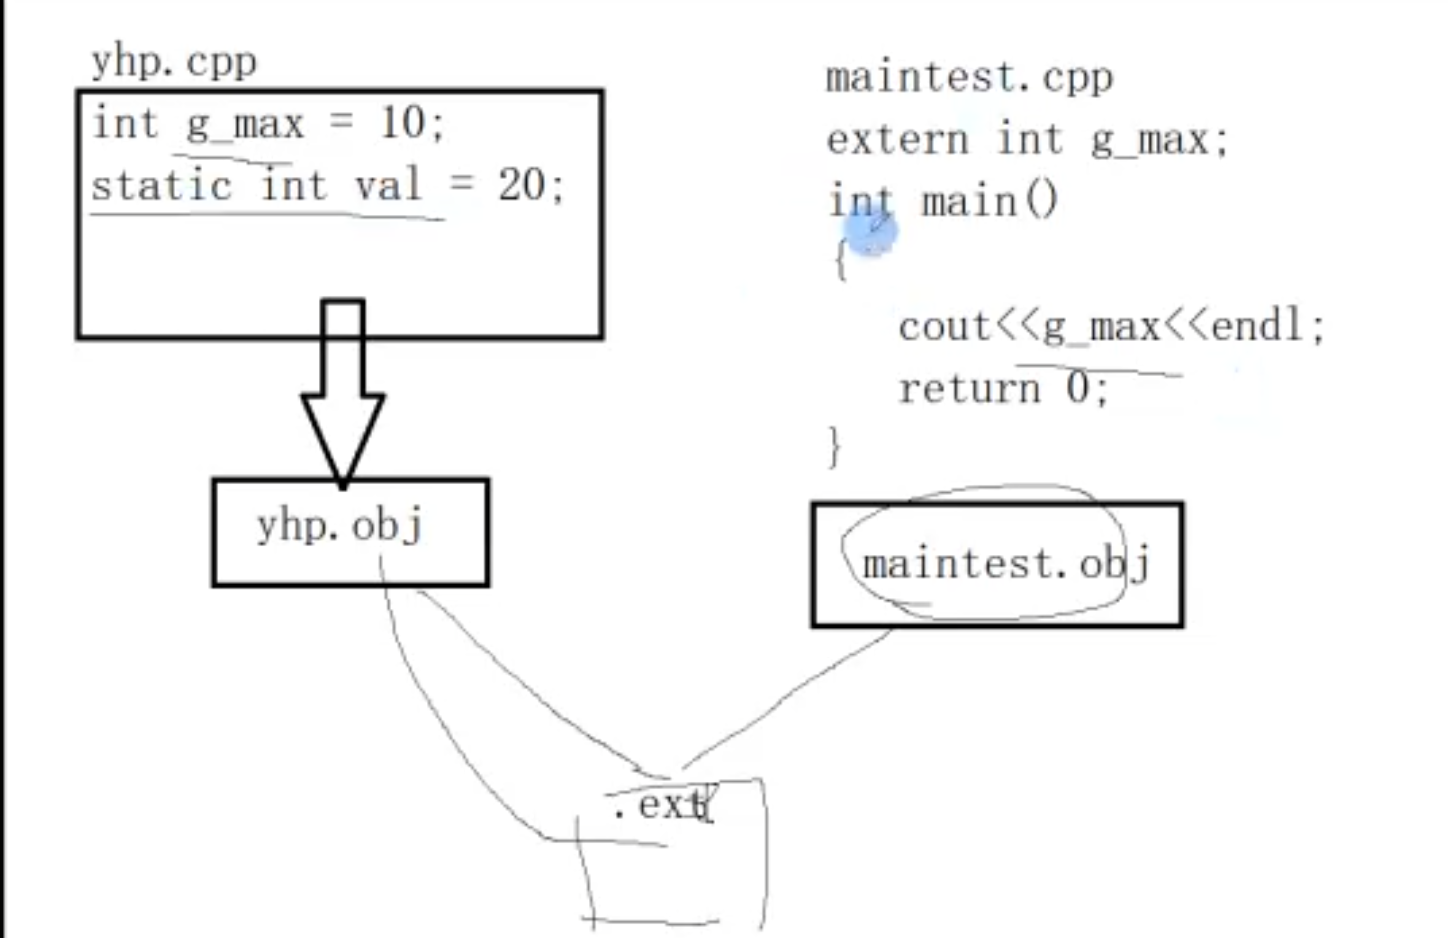 yhp.cpp
int g_max = 10;
static int val = 20;
yhp.obj
maintest.cpp
extern int g_max;
int main()
{
cout<<g_max<<endl;
return 0;
}
maintest.obj